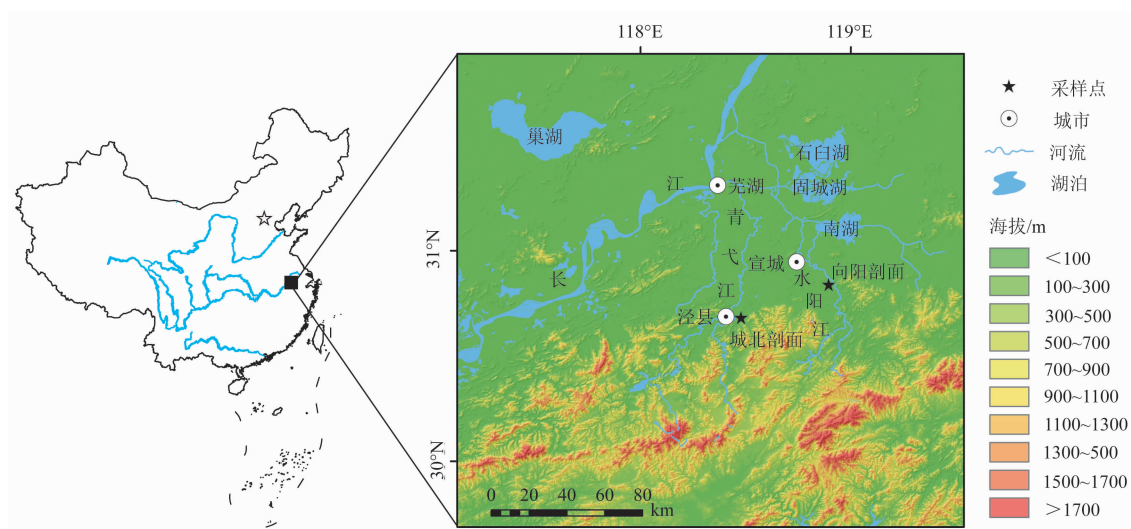 118°E
119°E
采样点
城市
河流
湖泊
海拔/m
<100
100~300
300~500
500~700
700~900
900~1100
1100~1300
1300~500
1500~1700
>1700
巢湖
石臼湖
固城湖
江
芜湖
青
南湖
31°N
弋
宣城
向阳剖面
长
水
江
阳
泾县
城北剖面
江
30°N
0 20 40 60 80
km